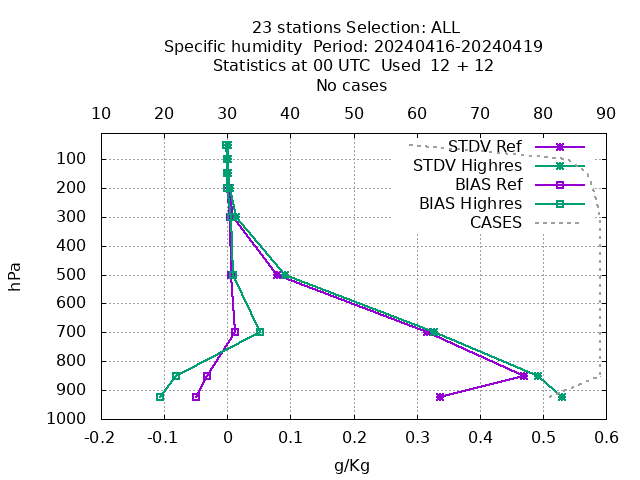 23 stations Selection: ALL
Specific humidity  Period: 20240416-20240419
Statistics at 00 UTC  Used  12 + 12
No cases
10 20 30 40 50 60 70 80 90
STDV Ref
STDV Highres
BIAS Ref
BIAS Highres
CASES
100
200
300
400
500
600
700
800
900
1000
hPa
-0.2 -0.1 0 0.1 0.2 0.3 0.4 0.5 0.6
g/Kg